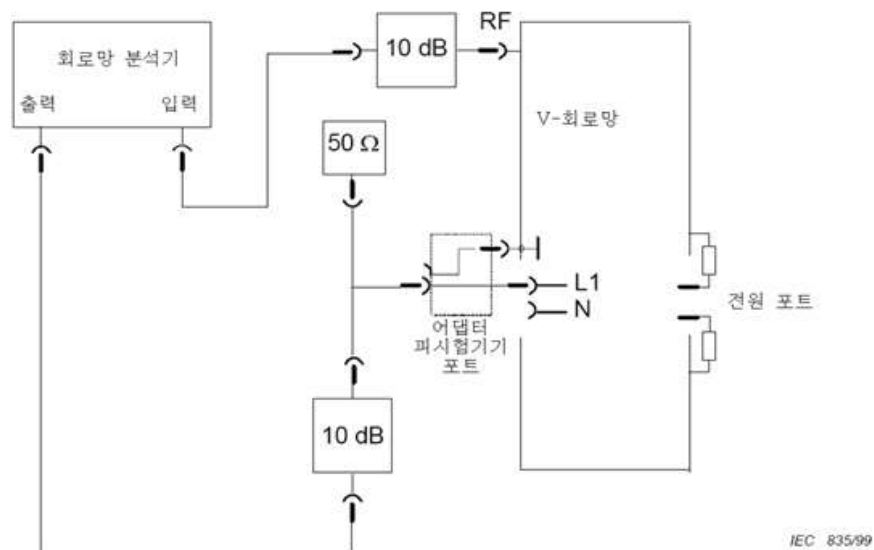 회로망 분석기
출력
입력
10 dB
RF
V-회로망
50 Ω
L1
N
어댑터
피시험기기
포트
전원 포트
10 dB
IEC 835/99